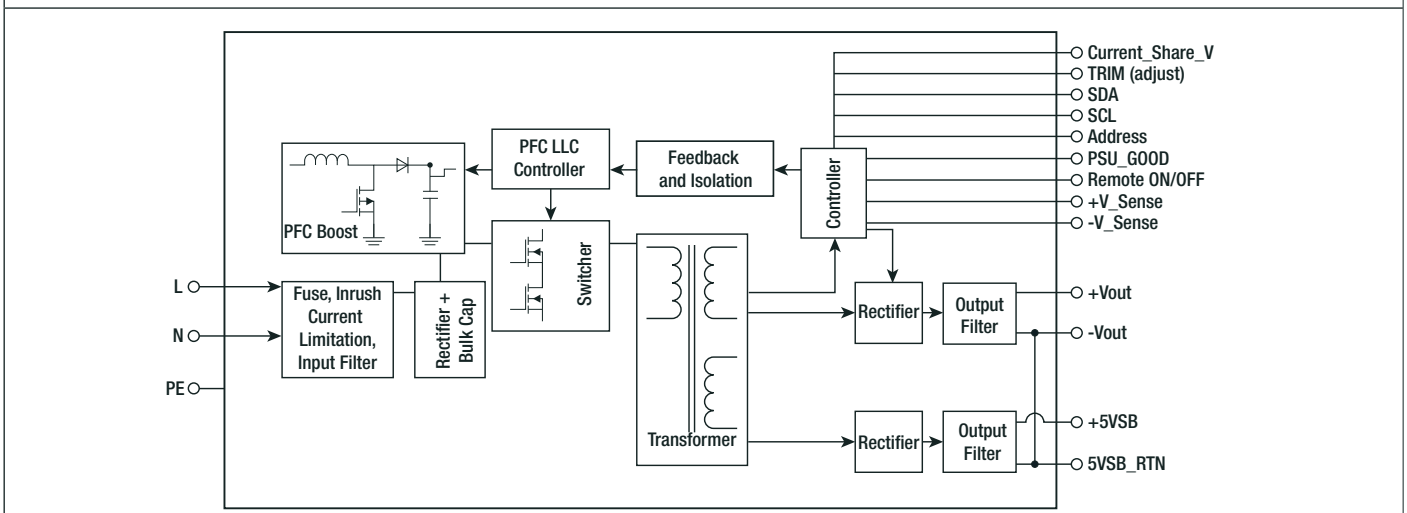 Current_Share_V
TRIM (adjust)
SDA
SCL
Address
PSU_GOOD
Remote ON/OFF
+V_Sense
-V_Sense
PFC LLC
Controller
Feedback
and Isolation
Controller
PFC Boost
Switcher
L
N
PE
Fuse, Inrush
Current
Limitation,
Input Filter
Rectifier +
Bulk Cap
Transformer
Rectifier
Output
Filter
+Vout
-Vout
Rectifier
Output
Filter
+5VSB
5VSB_RTN